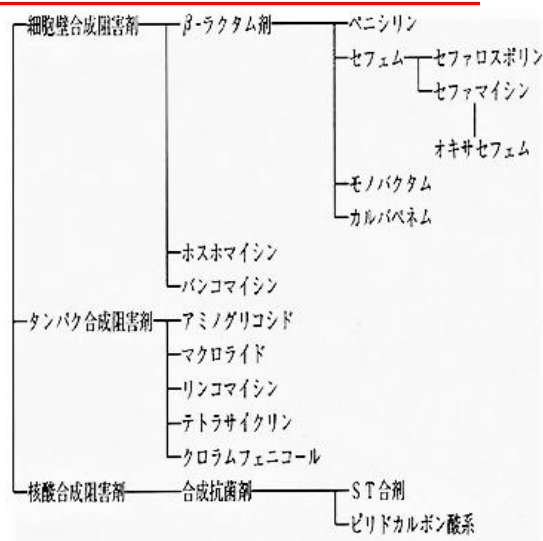 細胞壁合成阻害剤 β-ラクタム剤 ペニシリン
セフェム セファロスポリン
セファマイシン
オキサセフェム
モノバクタム
カルバペネム
ホスホマイシン
バンコマイシン
タンパク合成阻害剤 アミノグリコシド
マクロライド
リンコマイシン
テトラサイクリン
クロラムフェニコール
核酸合成阻害剤 合成抗菌剤 ST合剤
ピリドカルボン酸系